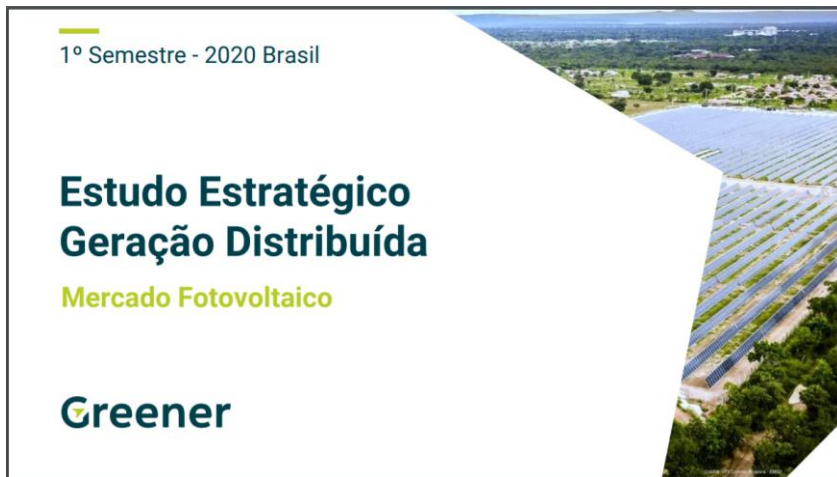 1º Semestre - 2020 Brasil
Estudo Estratégico
Geração Distribuída
Mercado Fotovoltaico
Greener